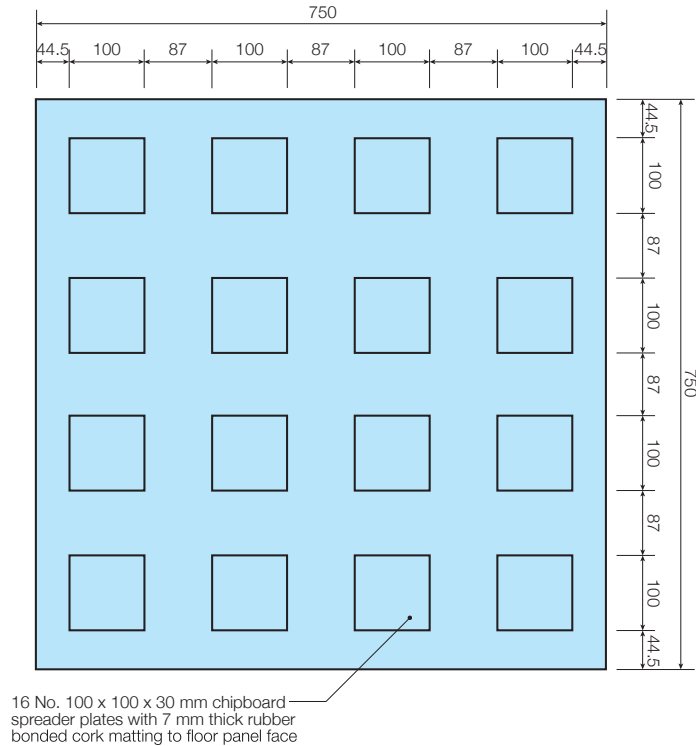 750
44.5 100 87 100 87 100 87 100 44.5
44.5
100
87
100
87
100
87
100
44.5
750
16 No. 100 x 100 x 30 mm chipboard
spreader plates with 7 mm thick rubber
bonded cork matting to floor panel face